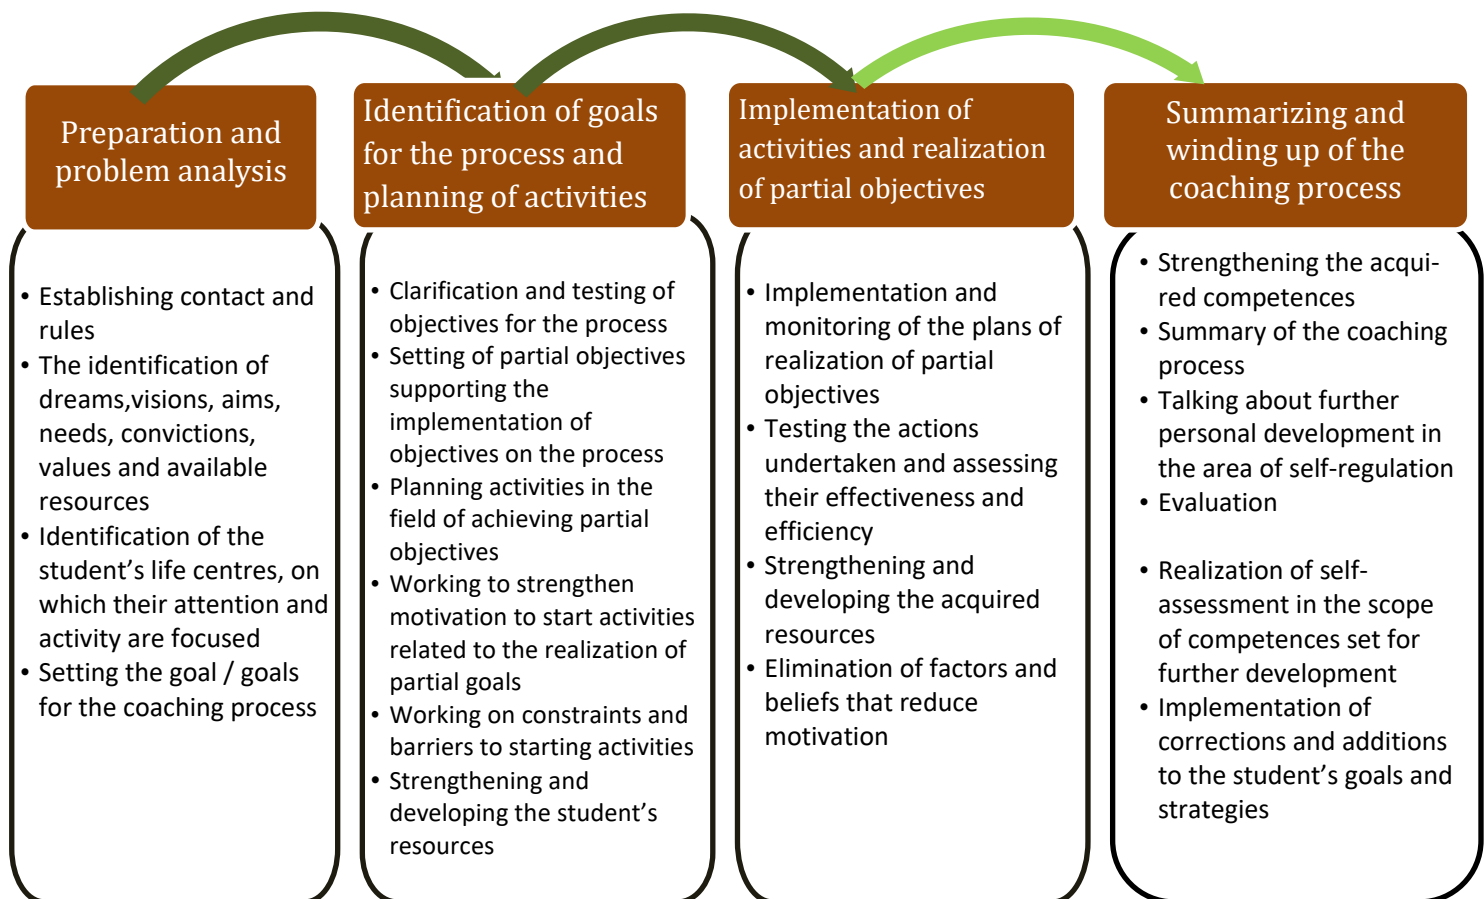 Preparation and
problem analysis
• Establishing contact and
rules
• The identification of
dreams,visions, aims,
needs, convictions,
values and available
resources
• Identification of the
student’s life centres, on
which their attention and
activity are focused
• Setting the goal / goals
for the coaching process
Identification of goals
for the process and
planning of activities
• Clarification and testing of
objectives for the process
• Setting of partial objectives
supporting the
implementation of
objectives on the process
• Planning activities in the
field of achieving partial
objectives
• Working to strengthen
motivation to start activities
related to the realization of
partial goals
• Working on constraints and
barriers to starting activities
• Strengthening and
developing the student’s
resources
Implementation of
activities and realization
of partial objectives
• Implementation and
monitoring of the plans of
realization of partial
objectives
• Testing the actions
undertaken and assessing
their effectiveness and
efficiency
• Strengthening and
developing the acquired
resources
• Elimination of factors and
beliefs that reduce
motivation
Summarizing and
winding up of the
coaching process
• Strengthening the acqui-
red competences
• Summary of the coaching
process
• Talking about further
personal development in
the area of self-regulation
• Evaluation
• Realization of self-
assessment in the scope
of competences set for
further development
• Implementation of
corrections and additions
to the student’s goals and
strategies